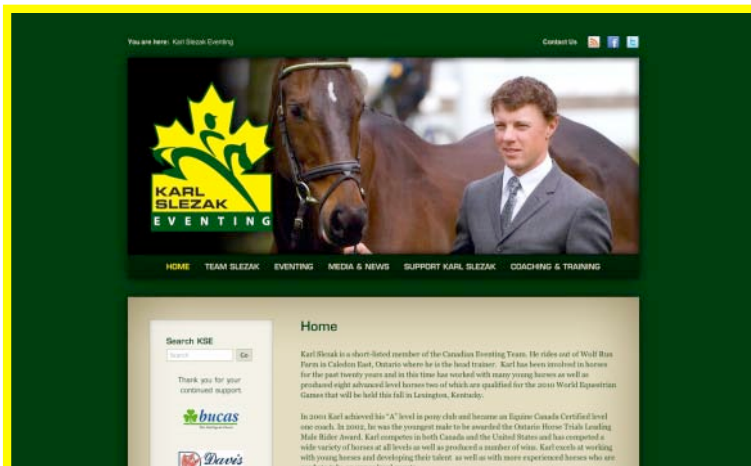 You are here: Karl Slezak Eventing
Contact Us
KARL
SLEZAK
EVENTING
HOME TEAM SLEZAK EVENTING MEDIA & NEWS SUPPORT KARL SLEZAK COACHING & TRAINING
Home
Search KSE
Search Go
Thank you for your
continued support
bucas
Davis
Karl Slezak is a short-listed member of the Canadian Eventing Team. He rides out of Wolf Run
Farm in Caledon East, Ontario where he is the head trainer. Karl has been involved in horses
for the past twenty years and in this time has worked with many young horses as well as
produced eight advanced level horses two of which are qualified for the 2010 World Equestrian
Games that will be held this fall in Lexington, Kentucky.
In 2001 Karl achieved his "A" level in pony club and became an Equine Canada Certified level
one coach. In 2002, he was the youngest male to be awarded the Ontario Horse Trials Leading
Male Rider Award. Karl competes in both Canada and the United States and has competed a
wide variety of horses at all levels as well as produced a number of wins. Karl excels at working
with young horses and developing their talent as well as with more experienced horses who are